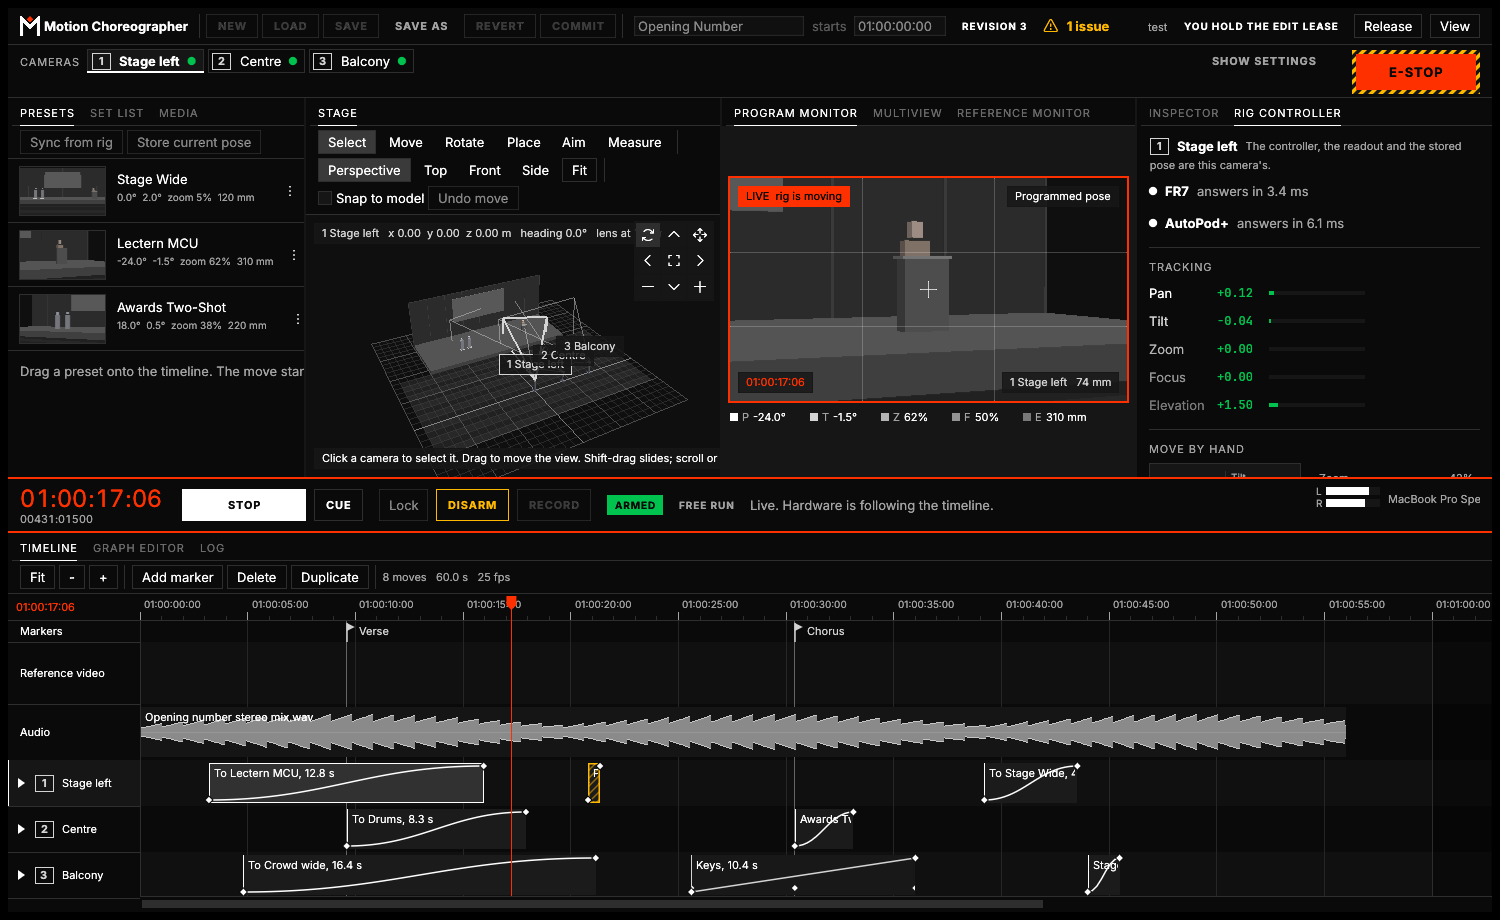 Motion Choreographer
NEW LOAD SAVE SAVE AS REVERT COMMIT
Opening Number starts 01:00:00:00 REVISION 3 1 issue
test YOU HOLD THE EDIT LEASE Release View
CAMERAS 1 Stage left 2 Centre 3 Balcony
SHOW SETTINGS E-STOP
PRESETS SET LIST MEDIA
Sync from rig Store current pose
Stage Wide
0.0° 2.0° zoom 5% 120 mm
Lectern MCU
-24.0° -1.5° zoom 62% 310 mm
Awards Two-Shot
18.0° 0.5° zoom 38% 220 mm
Drag a preset onto the timeline. The move star
STAGE
Select Move Rotate Place Aim Measure
Perspective Top Front Side Fit
Snap to model Undo move
1 Stage left x 0.00 y 0.00 z 0.00 m heading 0.0° lens at
3 Balcony
2 Centre
1 Stage left
Click a camera to select it. Drag to move the view. Shift-drag slides; scroll or
PROGRAM MONITOR MULTIVIEW REFERENCE MONITOR
LIVE rig is moving Programmed pose
01:00:17:06 1 Stage left 74 mm
P -24.0° T -1.5° Z 62% F 50% E 310 mm
INSPECTOR RIG CONTROLLER
1 Stage left The controller, the readout and the stored
pose are this camera's.
FR7 answers in 3.4 ms
AutoPod+ answers in 6.1 ms
TRACKING
Pan +0.12
Tilt -0.04
Zoom +0.00
Focus +0.00
Elevation +1.50
MOVE BY HAND
01:00:17:06
00431:01500
STOP CUE Lock DISARM RECORD ARMED FREE RUN Live. Hardware is following the timeline.
L
R
MacBook Pro Spe
TIMELINE GRAPH EDITOR LOG
Fit - + Add marker Delete Duplicate 8 moves 60.0 s 25 fps
01:00:17:06 01:00:00:00 01:00:05:00 01:00:10:00 01:00:15:00 01:00:20:00 01:00:25:00 01:00:30:00 01:00:35:00 01:00:40:00 01:00:45:00 01:00:50:00 01:00:55:00 01:01:00:00
Markers Verse Chorus
Reference video
Opening number stereo mix.wav
Audio
1 Stage left To Lectern MCU, 12.8 s To Stage Wide,
2 Centre To Drums, 8.3 s Awards
3 Balcony To Crowd wide, 16.4 s Keys, 10.4 s Stag